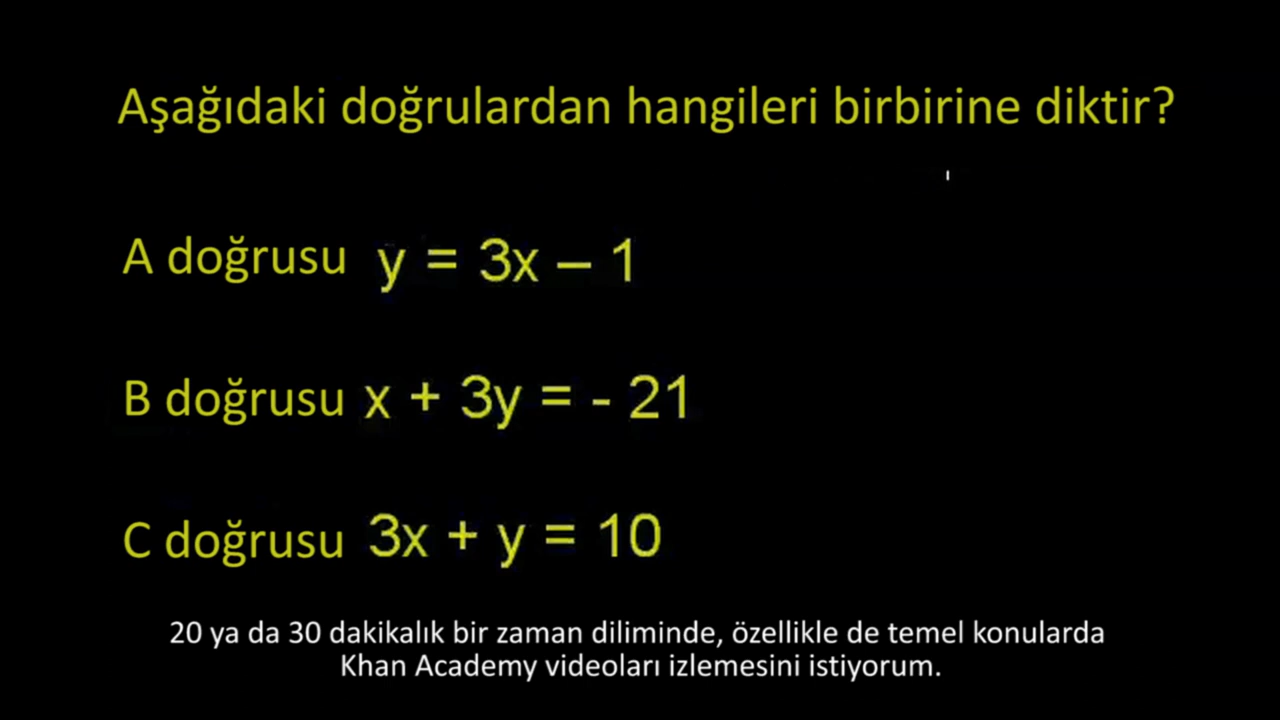 Aşağıdaki doğrulardan hangileri birbirine diktir?
A doğrusu y = 3x – 1
B doğrusu x + 3y = - 21
C doğrusu 3x + y = 10
20 ya da 30 dakikalık bir zaman diliminde, özellikle de temel konularda
Khan Academy videoları izlemesini istiyorum.